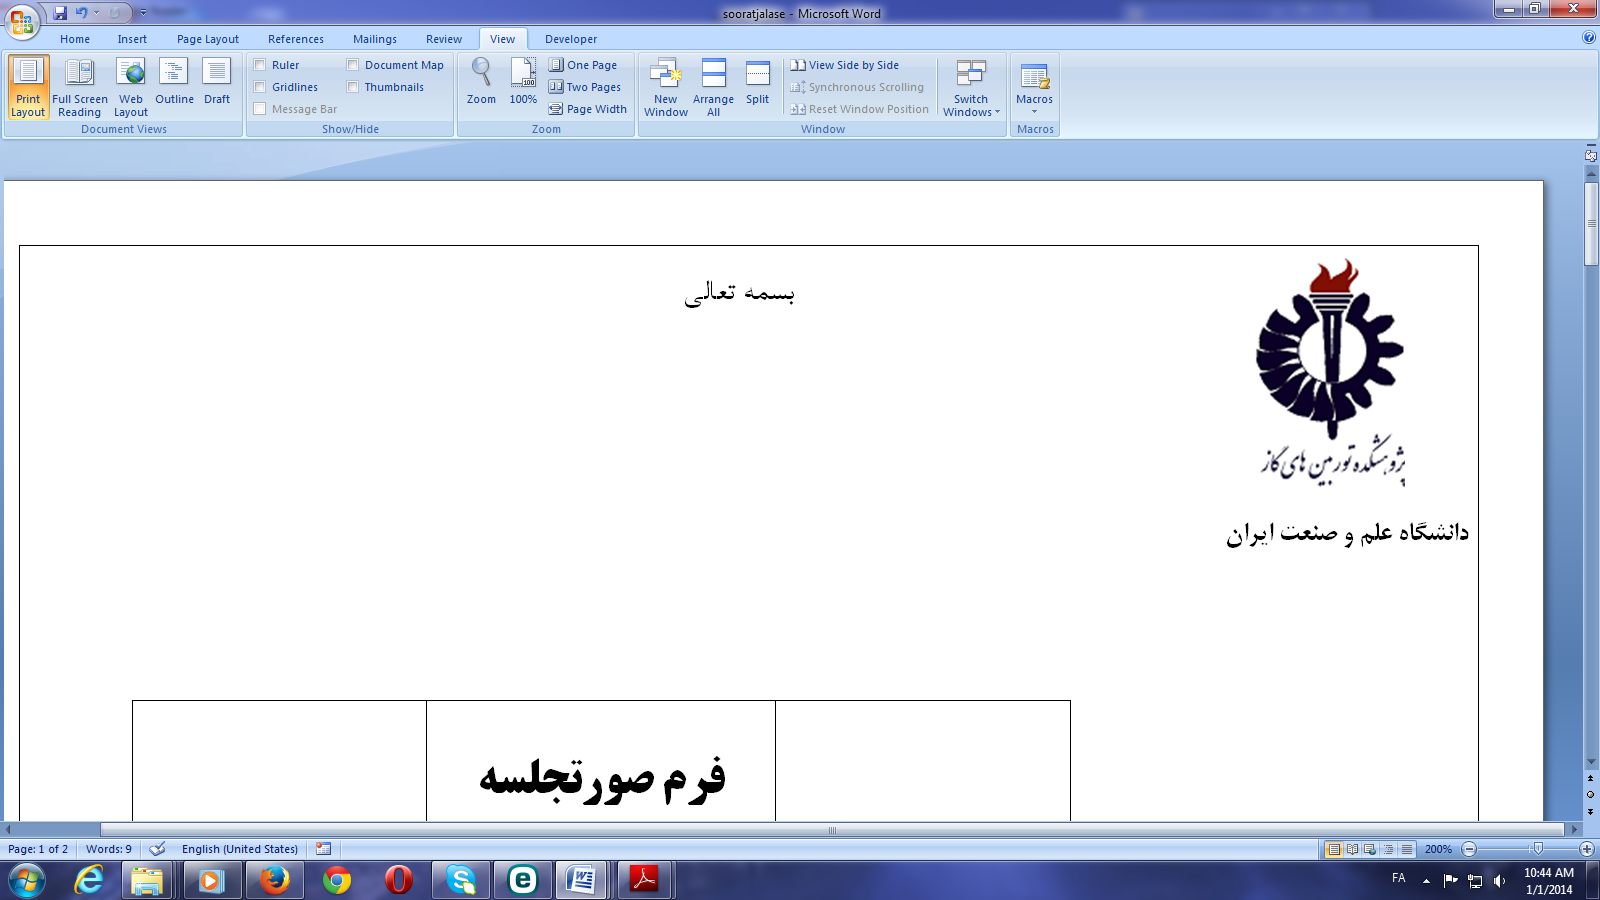 sooratjalase - Microsoft Word
Home Insert Page Layout References Mailings Review View Developer
Print Layout
Full Screen Reading
Web Layout
Outline
Draft
Document Views
Ruler
Gridlines
Message Bar
Document Map
Thumbnails
Show/Hide
Zoom
100%
One Page
Two Pages
Page Width
Zoom
New Window
Arrange All
Split
View Side by Side
Synchronous Scrolling
Reset Window Position
Switch Windows
Window
Macros
Macros
بسمه تعالی
پژوهشکده توربین های گاز
دانشگاه علم و صنعت ایران
فرم صورتجلسه
Page: 1 of 2 Words: 9 English (United States) 200%
FA
10:44 AM
1/1/2014